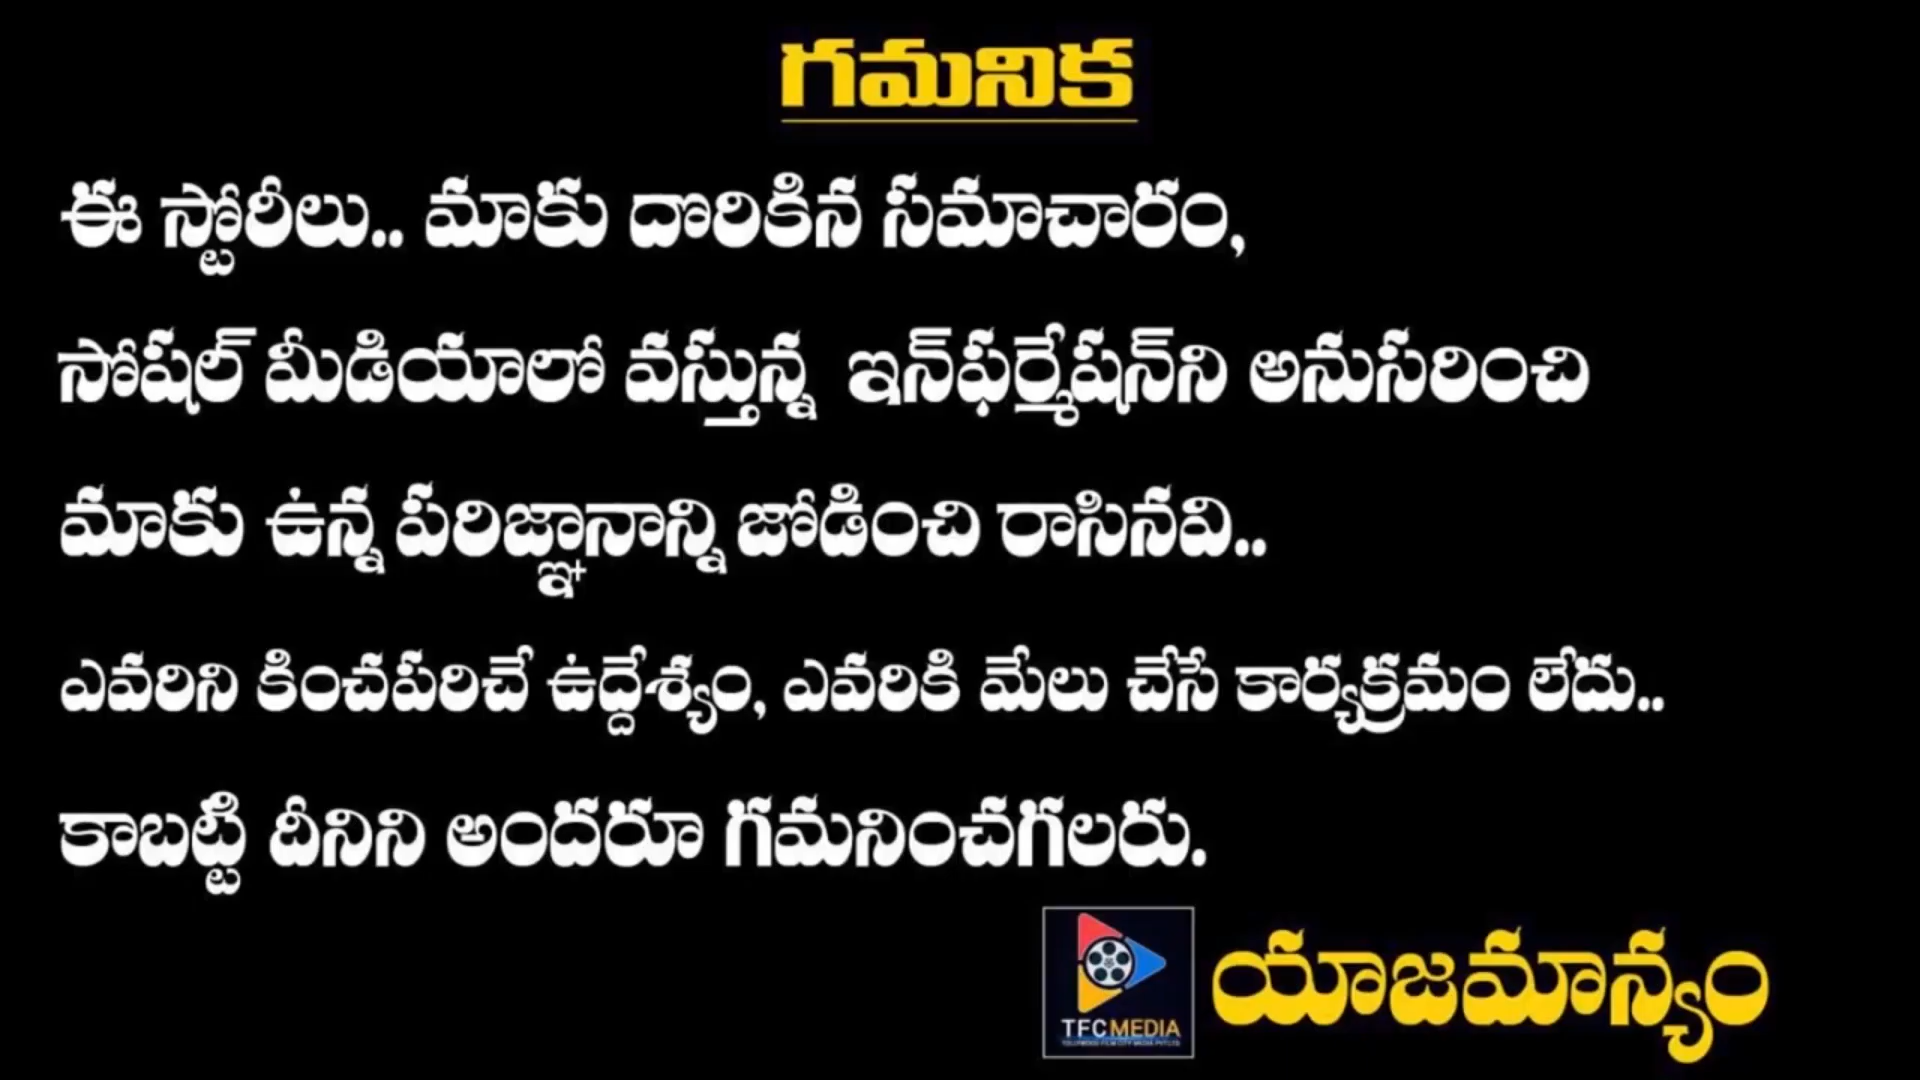 గమనిక
ఈ స్టోరీలు.. మాకు దొరికిన సమాచారం,
సోషల్ మీడియాలో వస్తున్న ఇన్‌ఫర్మేషన్‌ని అనుసరించి
మాకు ఉన్న పరిజ్ఞానాన్ని జోడించి రాసినవి..
ఎవరిని కించపరిచే ఉద్దేశ్యం, ఎవరికి మేలు చేసే కార్యక్రమం లేదు..
కాబట్టి దీనిని అందరూ గమనించగలరు.
యాజమాన్యం
TFC MEDIA